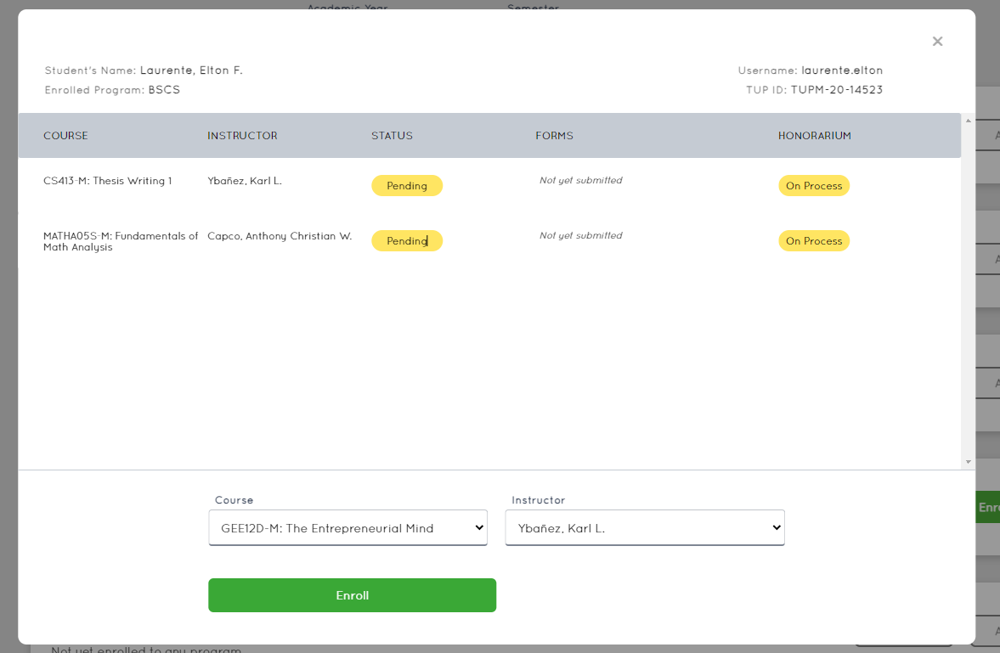 Academic Year Semester
×
Student's Name: Laurente, Elton F. Username: laurente.elton
Enrolled Program: BSCS TUP ID: TUPM-20-14523
COURSE INSTRUCTOR STATUS FORMS HONORARIUM
CS413-M: Thesis Writing 1 Ybañez, Karl L. Pending Not yet submitted On Process
MATHA05S-M: Fundamentals of Capco, Anthony Christian W. Pending Not yet submitted On Process
Math Analysis
Course Instructor
GEE12D-M: The Entrepreneurial Mind Ybañez, Karl L.
Enroll
Not yet enrolled to any program